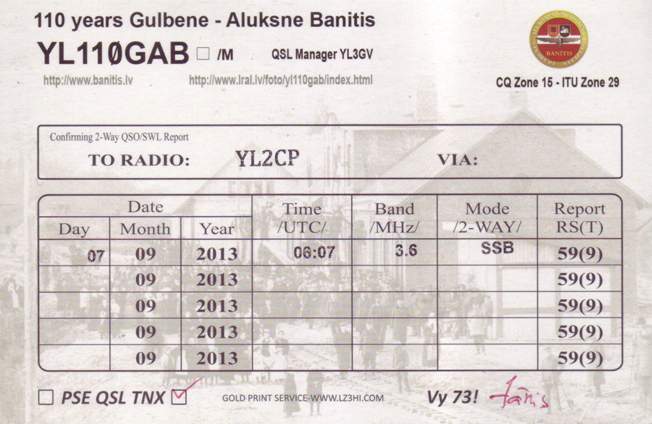 110 years Gulbene - Aluksne Banitis
YL110GAB □ /M QSL Manager YL3GV
http://www.banitis.lv http://www.lral.lv/foto/yl110gab/index.html
BANITIS
CQ Zone 15 - ITU Zone 29
Confirming 2-Way QSO/SWL Report
TO RADIO: YL2CP VIA:
Date Time Band Mode Report
Day Month Year /UTC/ /MHz/ /2-WAY/ RS(T)
07 09 2013 06:07 3.6 SSB 59(9)
09 2013 59(9)
09 2013 59(9)
09 2013 59(9)
09 2013 59(9)
□ PSE QSL TNX ☑ GOLD PRINT SERVICE-WWW.LZ3HI.COM Vy 73! Jānis